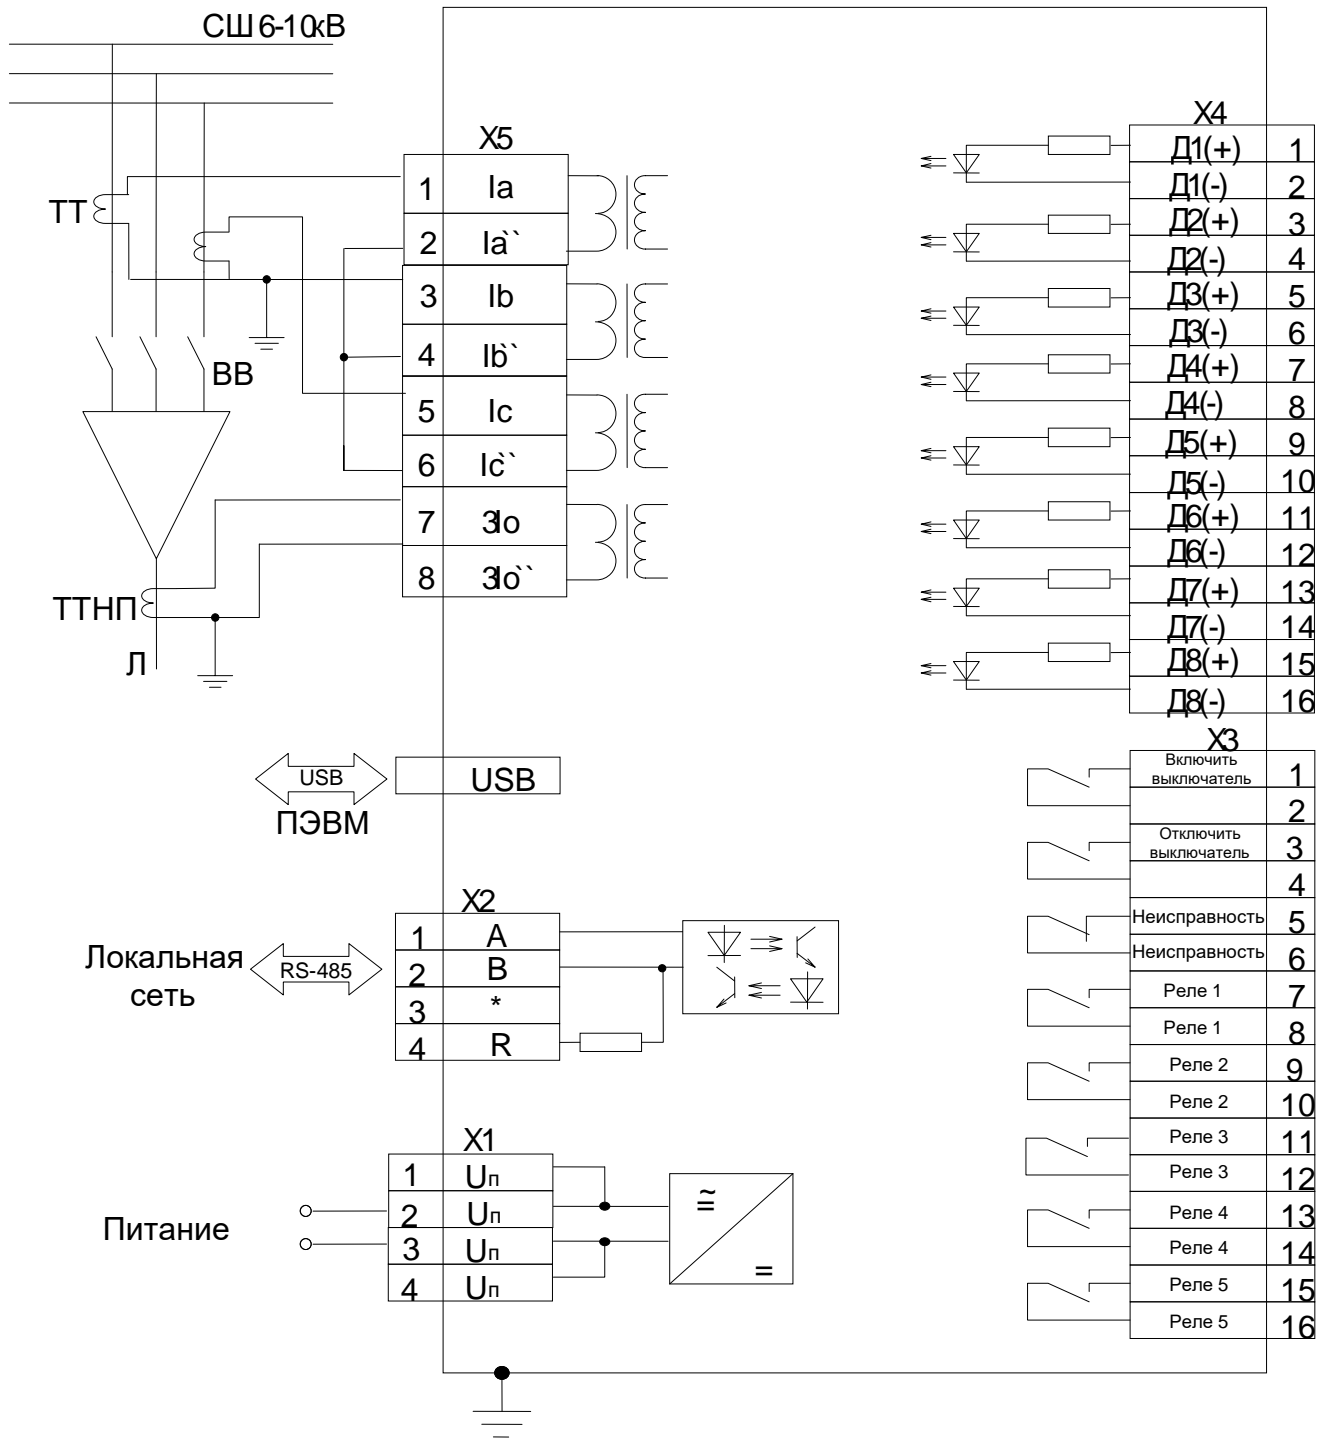 СШ 6-10кВ
X5
1 Ia
2 Ia``
3 Ib
4 Ib``
5 Ic
6 Ic``
7 3Io
8 3Io``
ТТ
ВВ
ТТНП
Л
USB
USB
ПЭВМ
X2
1 A
2 B
3 *
4 R
Локальная
сеть
RS-485
X1
1 Uп
2 Uп
3 Uп
4 Uп
Питание
≅
=
X4
Д1(+) 1
Д1(-) 2
Д2(+) 3
Д2(-) 4
Д3(+) 5
Д3(-) 6
Д4(+) 7
Д4(-) 8
Д5(+) 9
Д5(-) 10
Д6(+) 11
Д6(-) 12
Д7(+) 13
Д7(-) 14
Д8(+) 15
Д8(-) 16
X3
Включить
выключатель 1
2
Отключить
выключатель 3
4
Неисправность 5
Неисправность 6
Реле 1 7
Реле 1 8
Реле 2 9
Реле 2 10
Реле 3 11
Реле 3 12
Реле 4 13
Реле 4 14
Реле 5 15
Реле 5 16